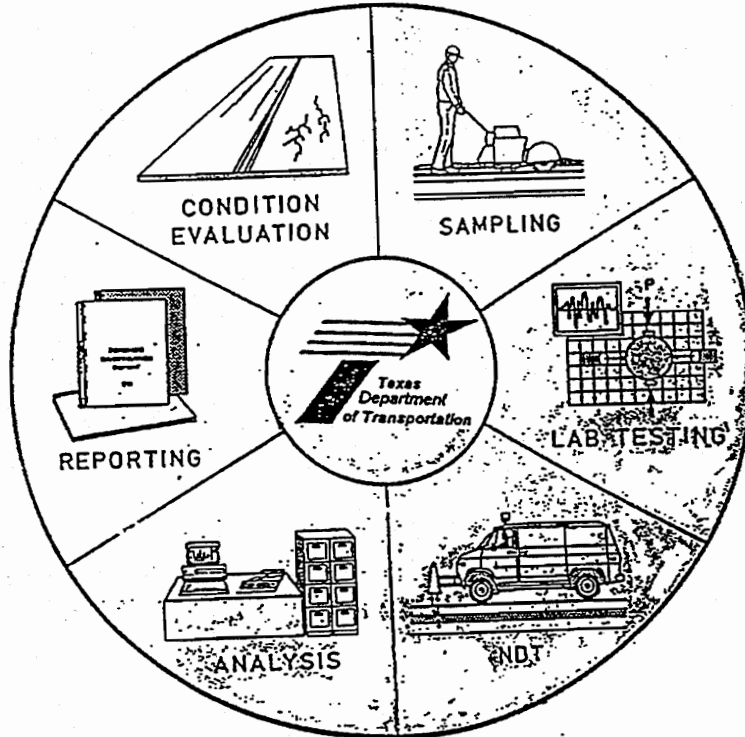 CONDITION
EVALUATION
SAMPLING
P
LAB TESTING
NDT
ANALYSIS
REPORTING
Texas
Department
of Transportation